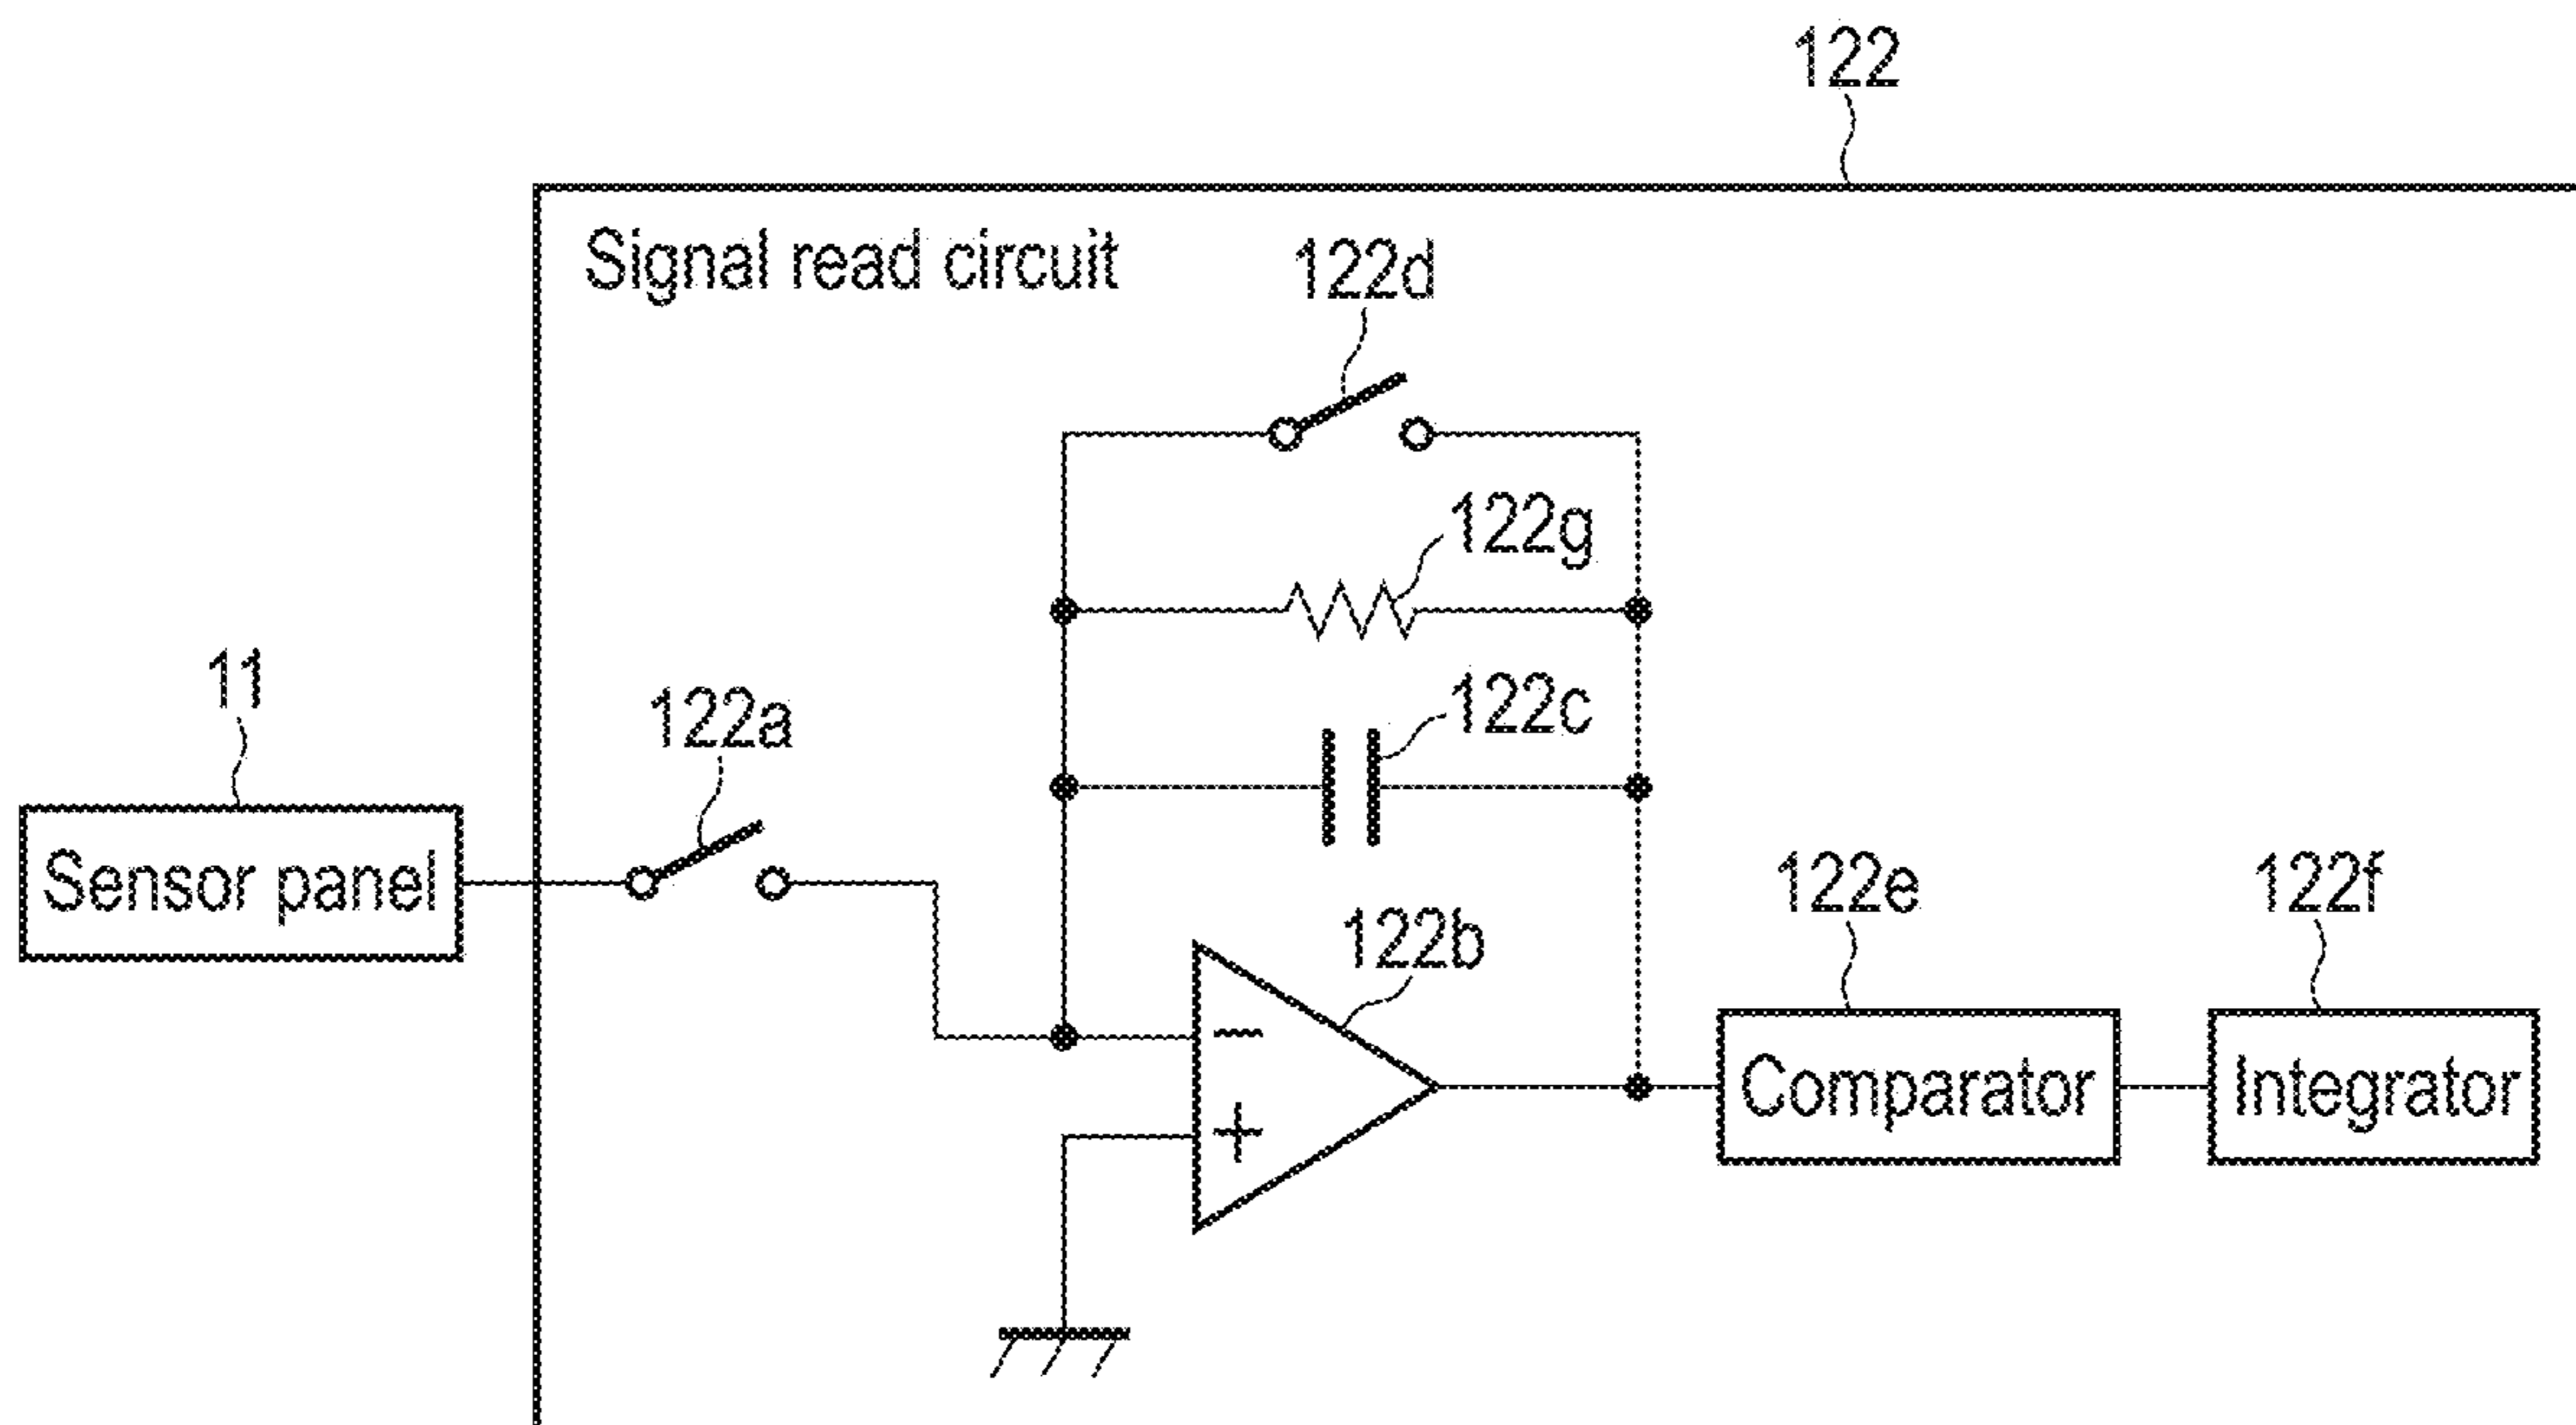 122
Signal read circuit
122d
122g
11
122a
122c
Sensor panel
122b
122e
122f
−
+
Comparator
Integrator